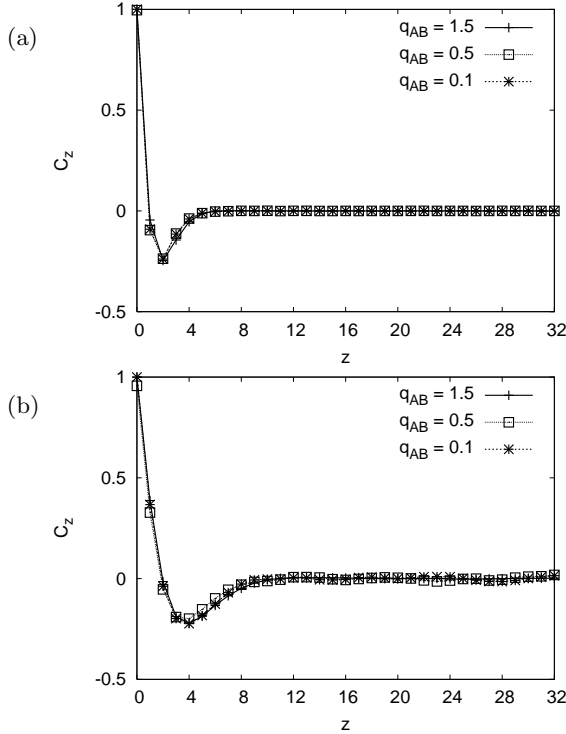 (a)
1
0.5
0
-0.5
C_z
q_AB = 1.5
q_AB = 0.5
q_AB = 0.1
0 4 8 12 16 20 24 28 32
z
(b)
1
0.5
0
-0.5
C_z
q_AB = 1.5
q_AB = 0.5
q_AB = 0.1
0 4 8 12 16 20 24 28 32
z